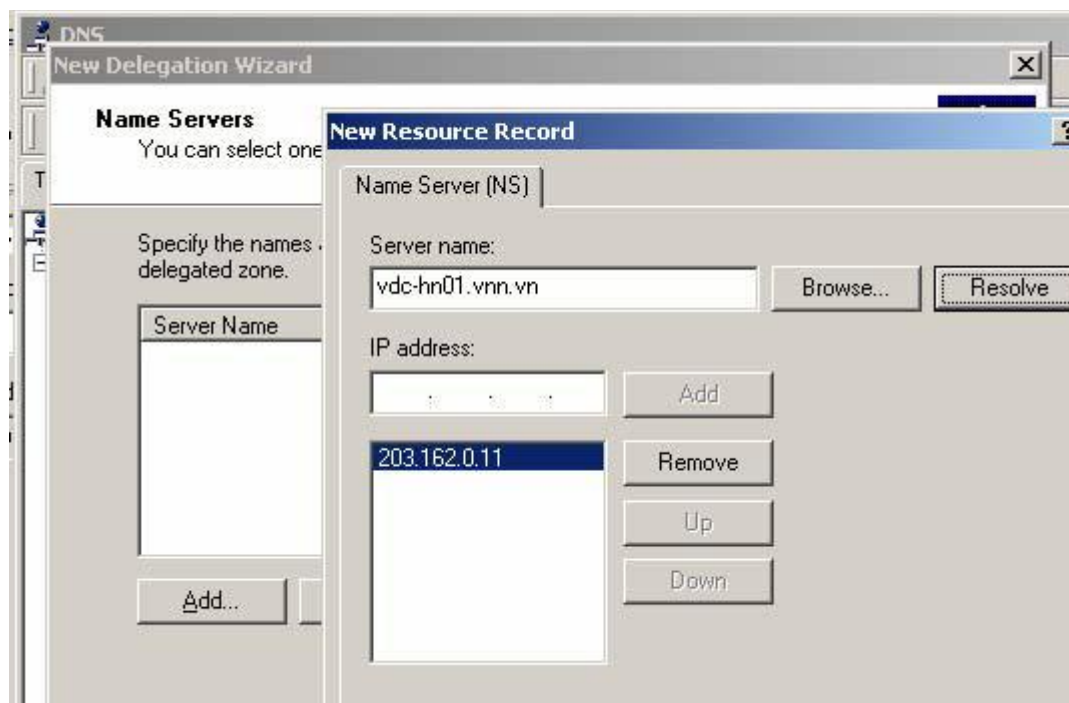 DNS
New Delegation Wizard
Name Servers
You can select one
New Resource Record
Name Server (NS)
Specify the names
delegated zone.
Server name:
vdc-hn01.vnn.vn
Browse...
Resolve
Server Name
IP address:
Add
203.162.0.11
Remove
Up
Down
Add...